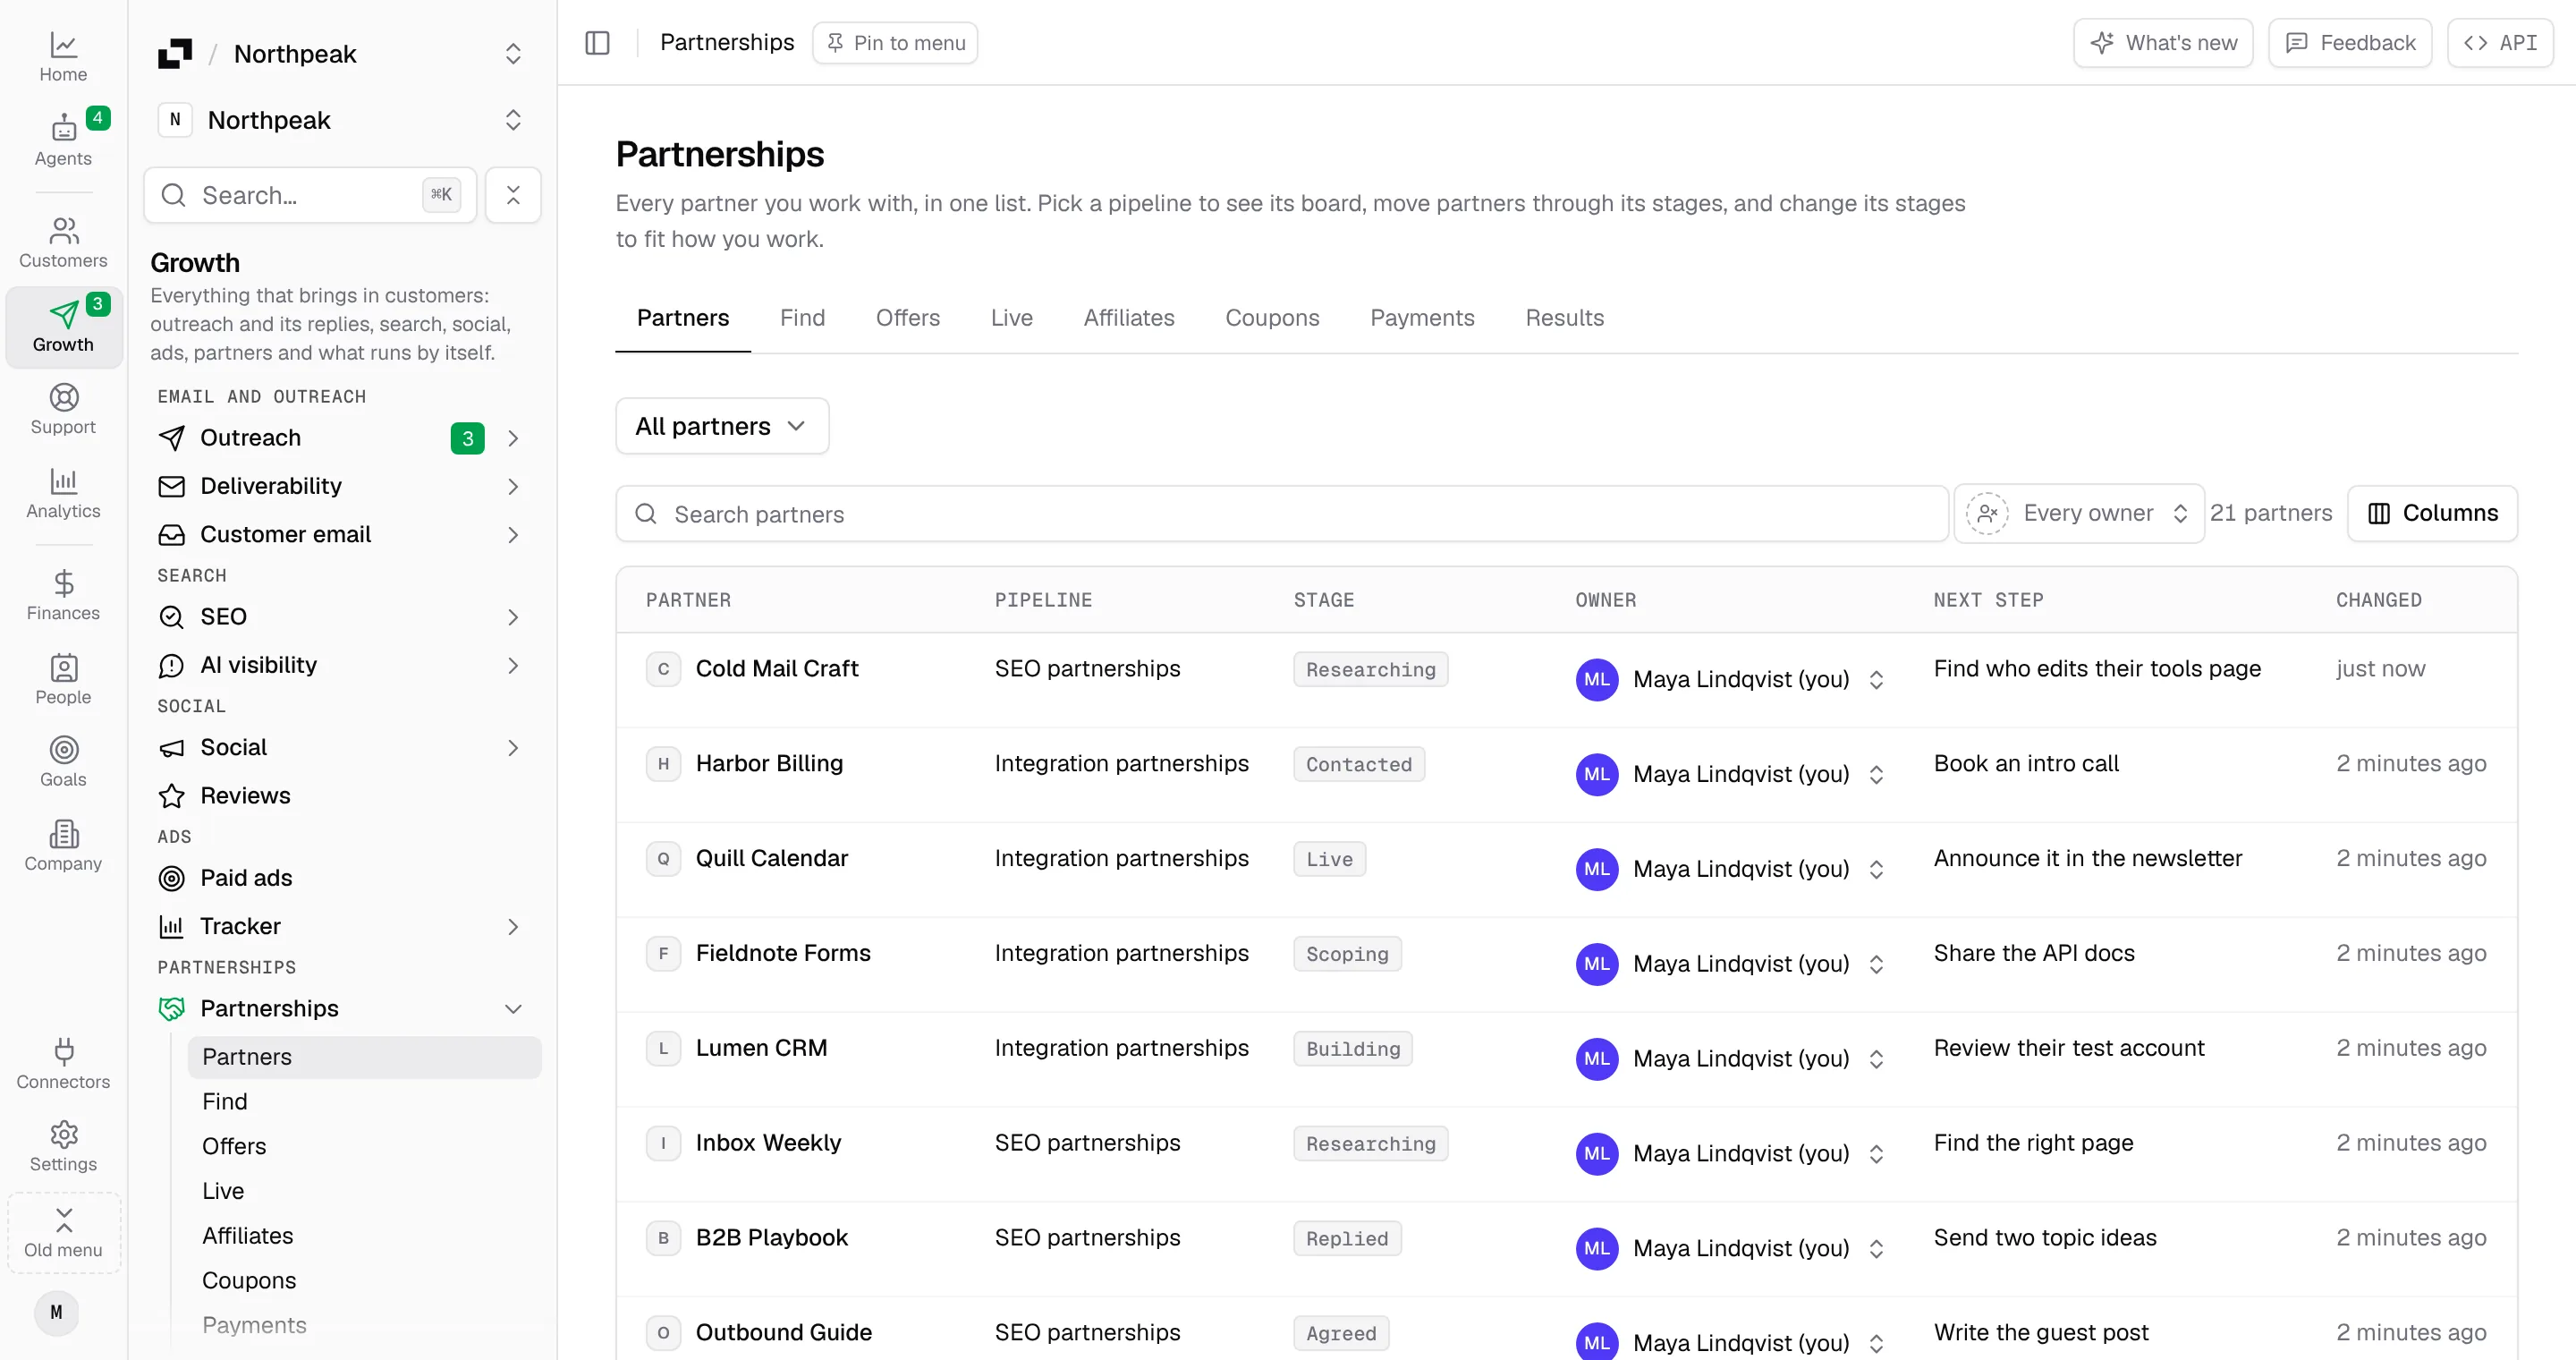 Home
4
Agents
Customers
3
Growth
Support
Analytics
Finances
People
Goals
Company
Connectors
Settings
Old menu
M
/ Northpeak
N Northpeak
Search... ⌘K
Growth
Everything that brings in customers:
outreach and its replies, search, social,
ads, partners and what runs by itself.
EMAIL AND OUTREACH
Outreach 3
Deliverability
Customer email
SEARCH
SEO
AI visibility
SOCIAL
Social
Reviews
ADS
Paid ads
Tracker
PARTNERSHIPS
Partnerships
Partners
Find
Offers
Live
Affiliates
Coupons
Payments
Partnerships Pin to menu What's new Feedback API
Partnerships
Every partner you work with, in one list. Pick a pipeline to see its board, move partners through its stages, and change its stages
to fit how you work.
Partners Find Offers Live Affiliates Coupons Payments Results
All partners
Search partners Every owner 21 partners Columns
PARTNER PIPELINE STAGE OWNER NEXT STEP CHANGED
C Cold Mail Craft SEO partnerships Researching ML Maya Lindqvist (you) Find who edits their tools page just now
H Harbor Billing Integration partnerships Contacted ML Maya Lindqvist (you) Book an intro call 2 minutes ago
Q Quill Calendar Integration partnerships Live ML Maya Lindqvist (you) Announce it in the newsletter 2 minutes ago
F Fieldnote Forms Integration partnerships Scoping ML Maya Lindqvist (you) Share the API docs 2 minutes ago
L Lumen CRM Integration partnerships Building ML Maya Lindqvist (you) Review their test account 2 minutes ago
I Inbox Weekly SEO partnerships Researching ML Maya Lindqvist (you) Find the right page 2 minutes ago
B B2B Playbook SEO partnerships Replied ML Maya Lindqvist (you) Send two topic ideas 2 minutes ago
O Outbound Guide SEO partnerships Agreed ML Maya Lindqvist (you) Write the guest post 2 minutes ago